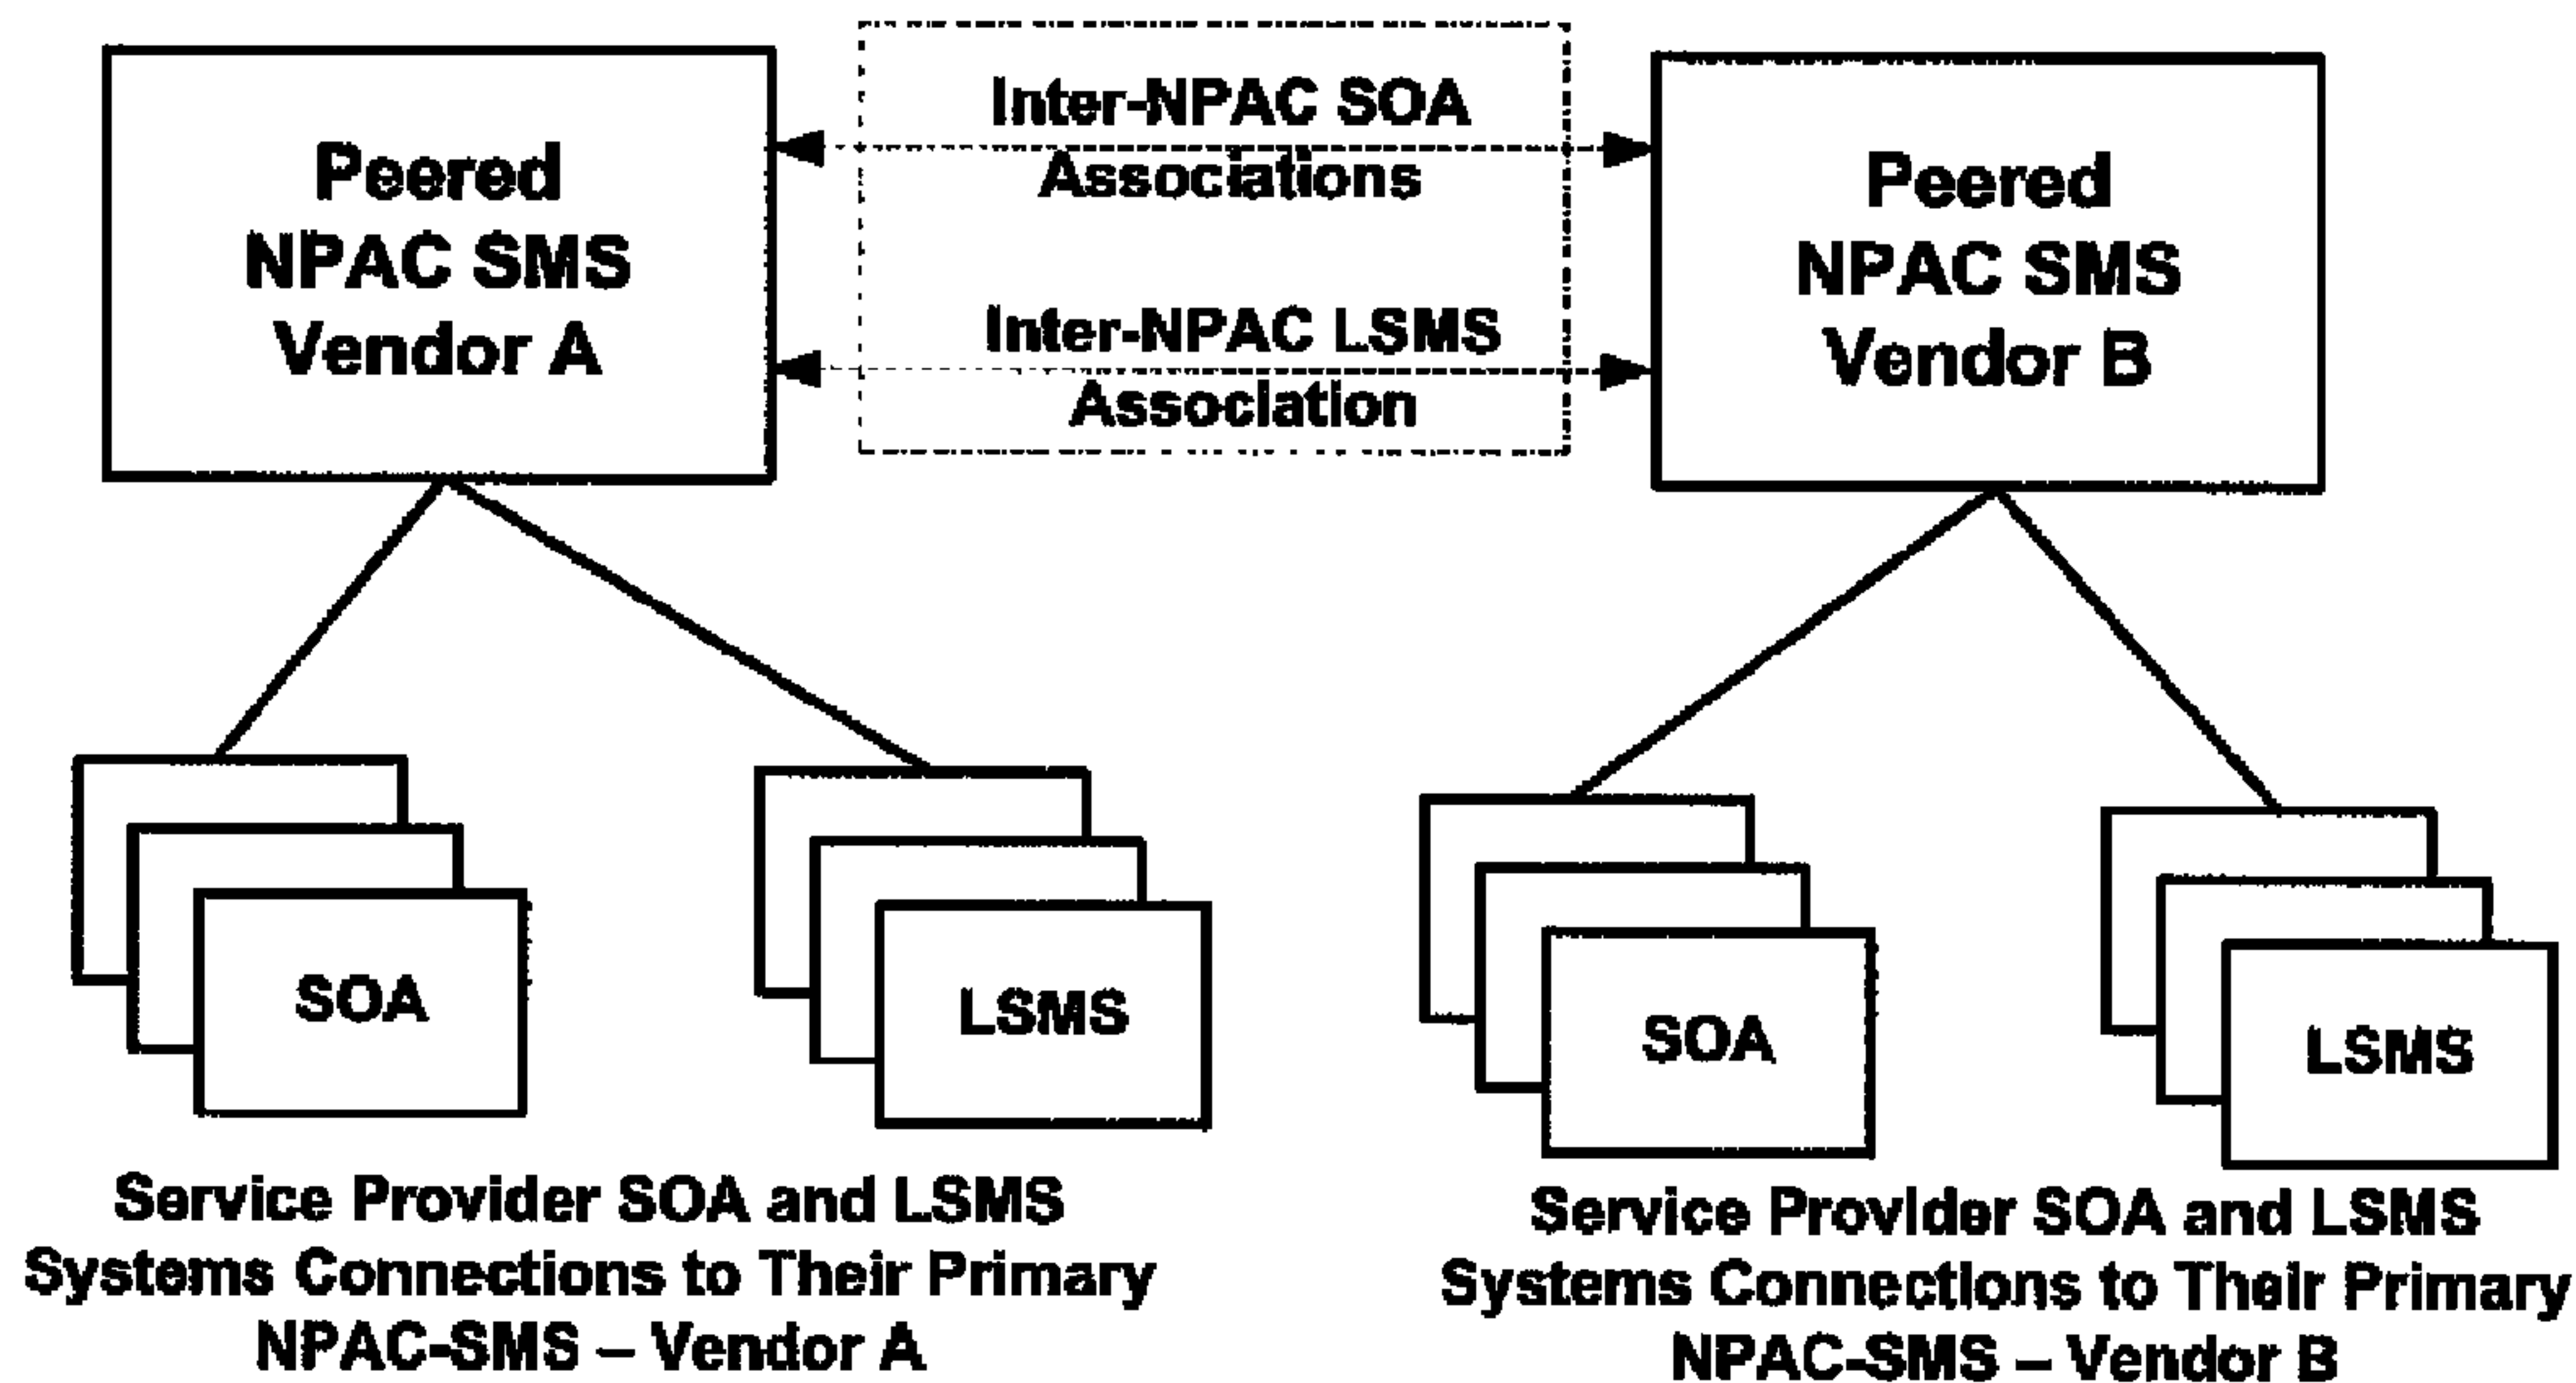 Peered
NPAC SMS
Vendor A
Inter-NPAC SOA
Associations
Inter-NPAC LSMS
Association
Peered
NPAC SMS
Vendor B
SOA
LSMS
SOA
LSMS
Service Provider SOA and LSMS
Systems Connections to Their Primary
NPAC-SMS – Vendor A
Service Provider SOA and LSMS
Systems Connections to Their Primary
NPAC-SMS – Vendor B